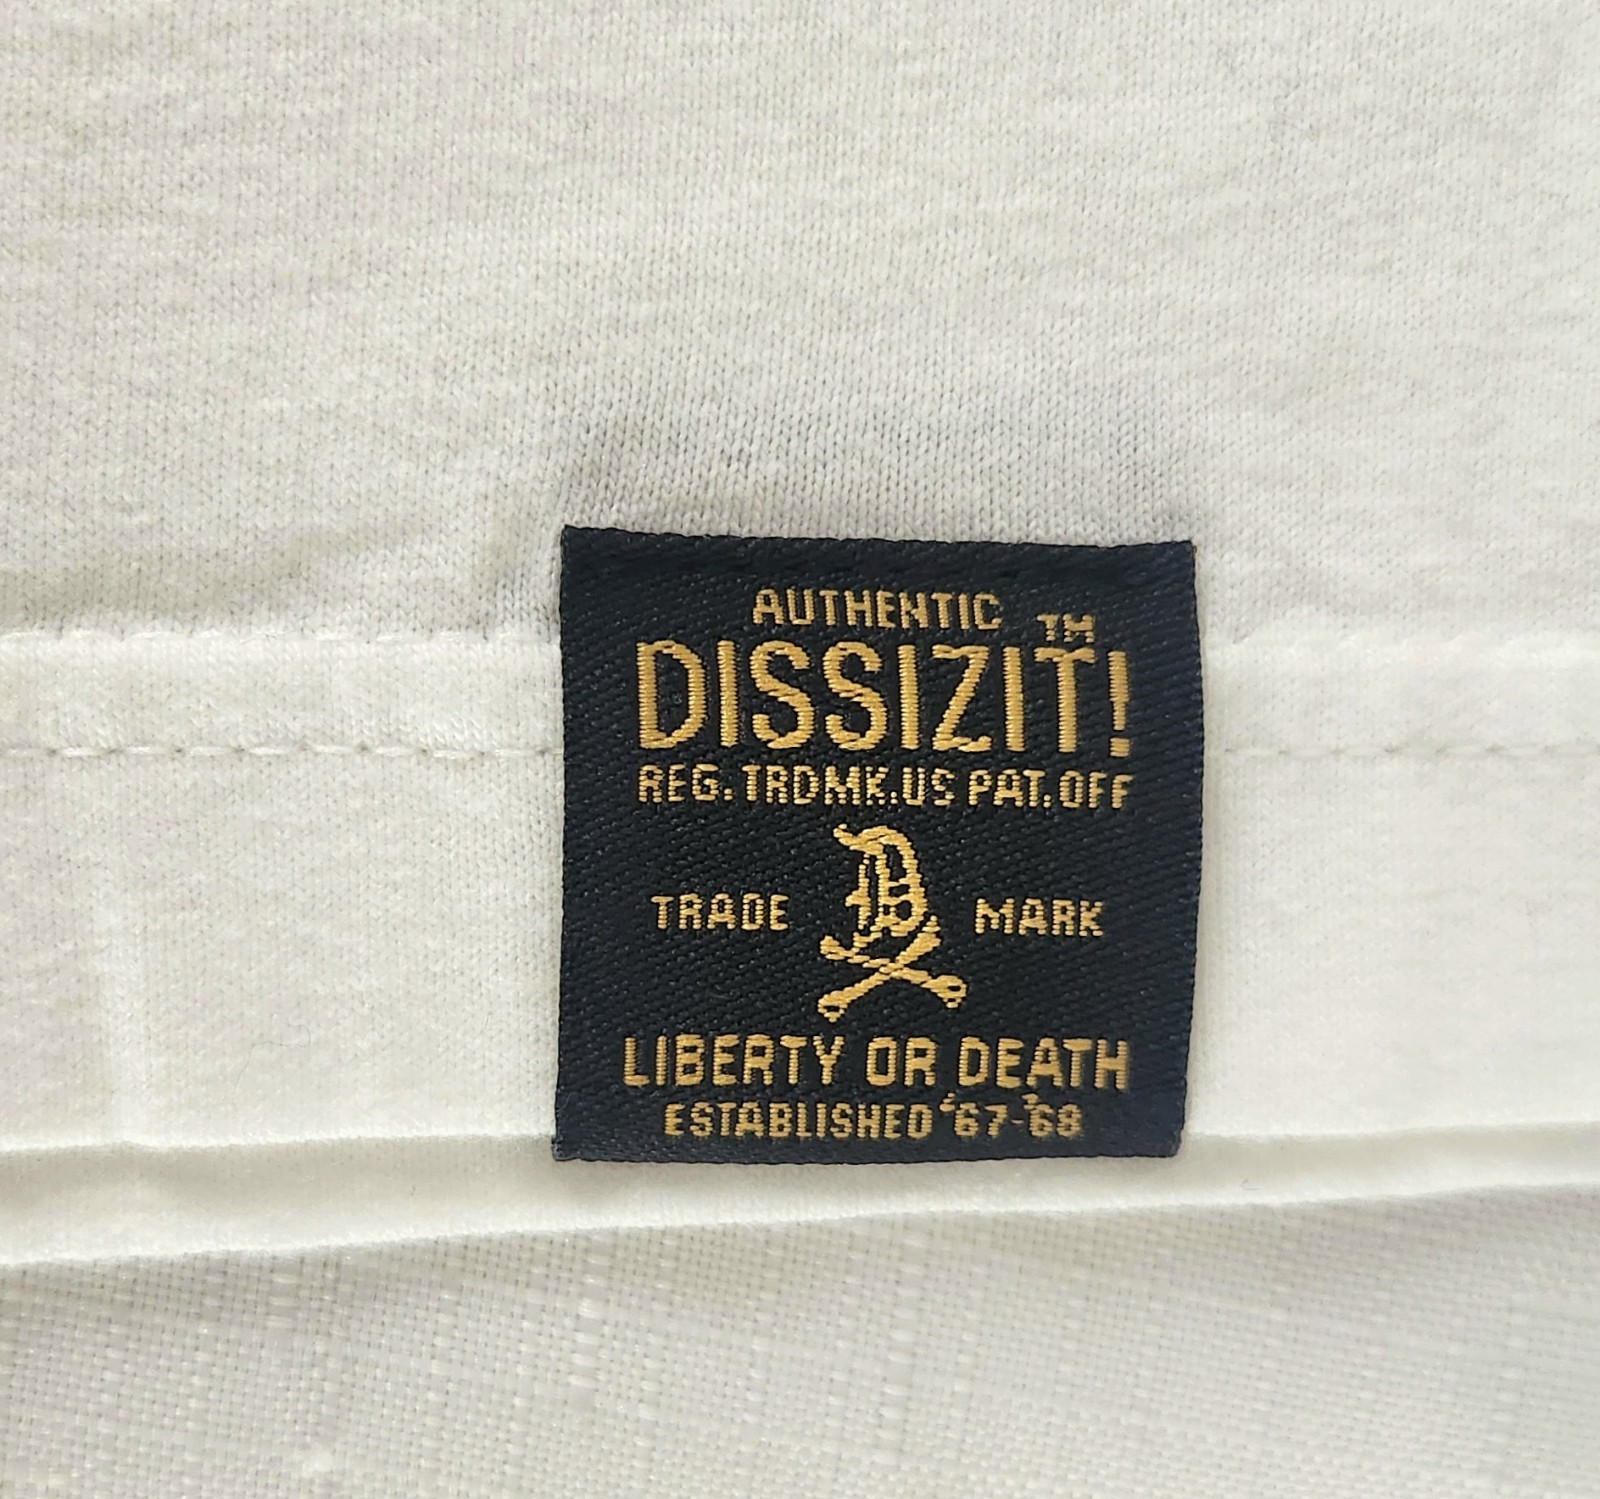 AUTHENTIC
DISSIZIT!™
REG. TRDMK. US PAT. OFF
D
TRADE MARK
LIBERTY OR DEATH
ESTABLISHED '67-'68